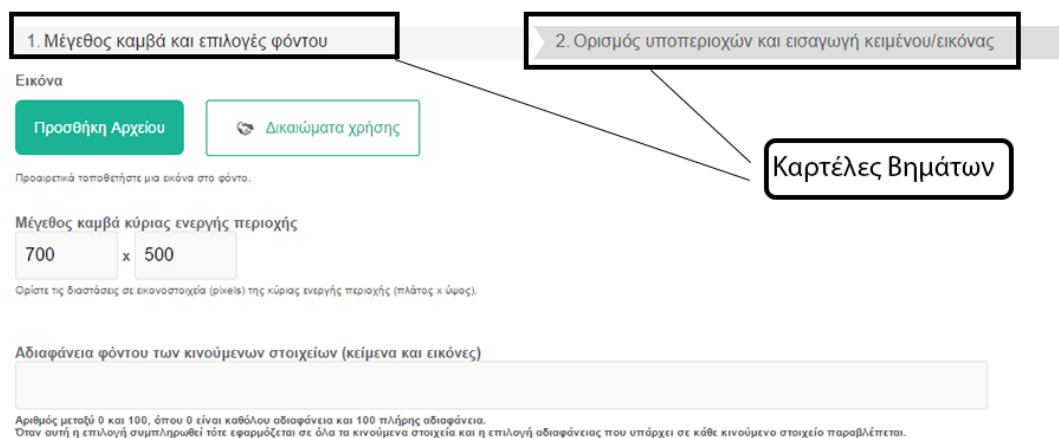 1. Μέγεθος καμβά και επιλογές φόντου
2. Ορισμός υποπεριοχών και εισαγωγή κειμένου/εικόνας
Εικόνα
Προσθήκη Αρχείου
Δικαιώματα χρήσης
Καρτέλες Βημάτων
Προαιρετικά τοποθετήστε μια εικόνα στο φόντο.
Μέγεθος καμβά κύριας ενεργής περιοχής
700 x 500
Ορίστε τις διαστάσεις σε εικονοστοιχεία (pixels) της κύριας ενεργής περιοχής (πλάτος x ύψος).
Αδιαφάνεια φόντου των κινούμενων στοιχείων (κείμενα και εικόνες)
Αριθμός μεταξύ 0 και 100, όπου 0 είναι καθόλου αδιαφάνεια και 100 πλήρης αδιαφάνεια.
Όταν αυτή η επιλογή συμπληρωθεί τότε εφαρμόζεται σε όλα τα κινούμενα στοιχεία και η επιλογή αδιαφάνειας που υπάρχει σε κάθε κινούμενο στοιχείο παραβλέπεται.